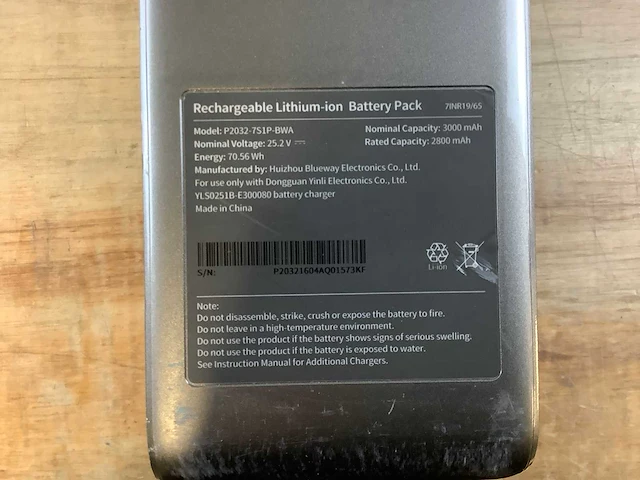 Rechargeable Lithium-ion Battery Pack 7INR19/65
Model: P2032-7S1P-BWA
Nominal Capacity: 3000 mAh
Nominal Voltage: 25.2 V ⎓
Rated Capacity: 2800 mAh
Energy: 70.56 Wh
Manufactured by: Huizhou Blueway Electronics Co., Ltd.
For use only with Dongguan Yinli Electronics Co., Ltd.
YLS0251B-E300080 battery charger
Made in China
S/N: P20321604AQ01573KF
Li-ion
Note:
Do not disassemble, strike, crush or expose the battery to fire.
Do not leave in a high-temperature environment.
Do not use the product if the battery shows signs of serious swelling.
Do not use the product if the battery is exposed to water.
See Instruction Manual for Additional Chargers.